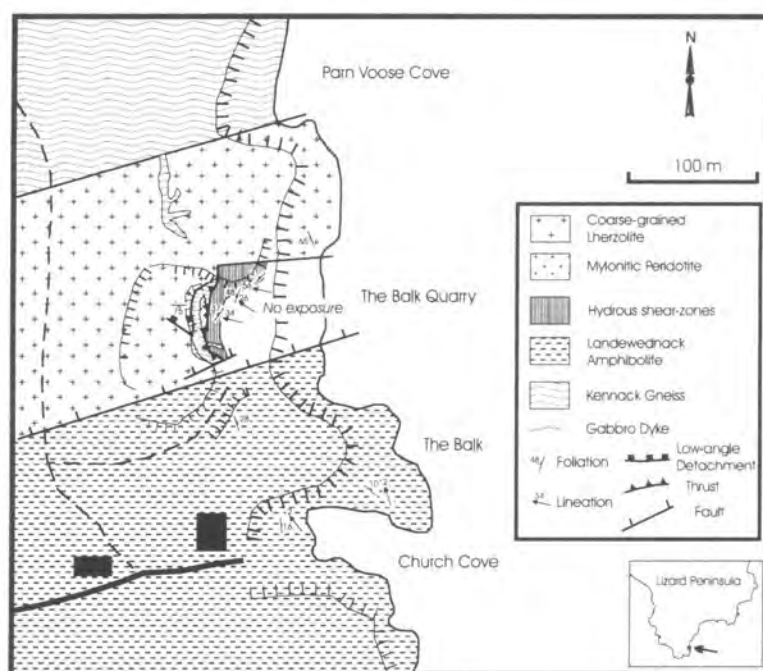 Parn Voose Cove
N
100 m
Coarse-grained
Lherzolite
Mylonitic Peridotite
Hydrous shear-zones
Landewednack
Amphibolite
Kennack Gneiss
Gabbro Dyke
Foliation
Low-angle
Detachment
Thrust
Lineation
Fault
No exposure
The Balk Quarry
The Balk
Church Cove
Lizard Peninsula